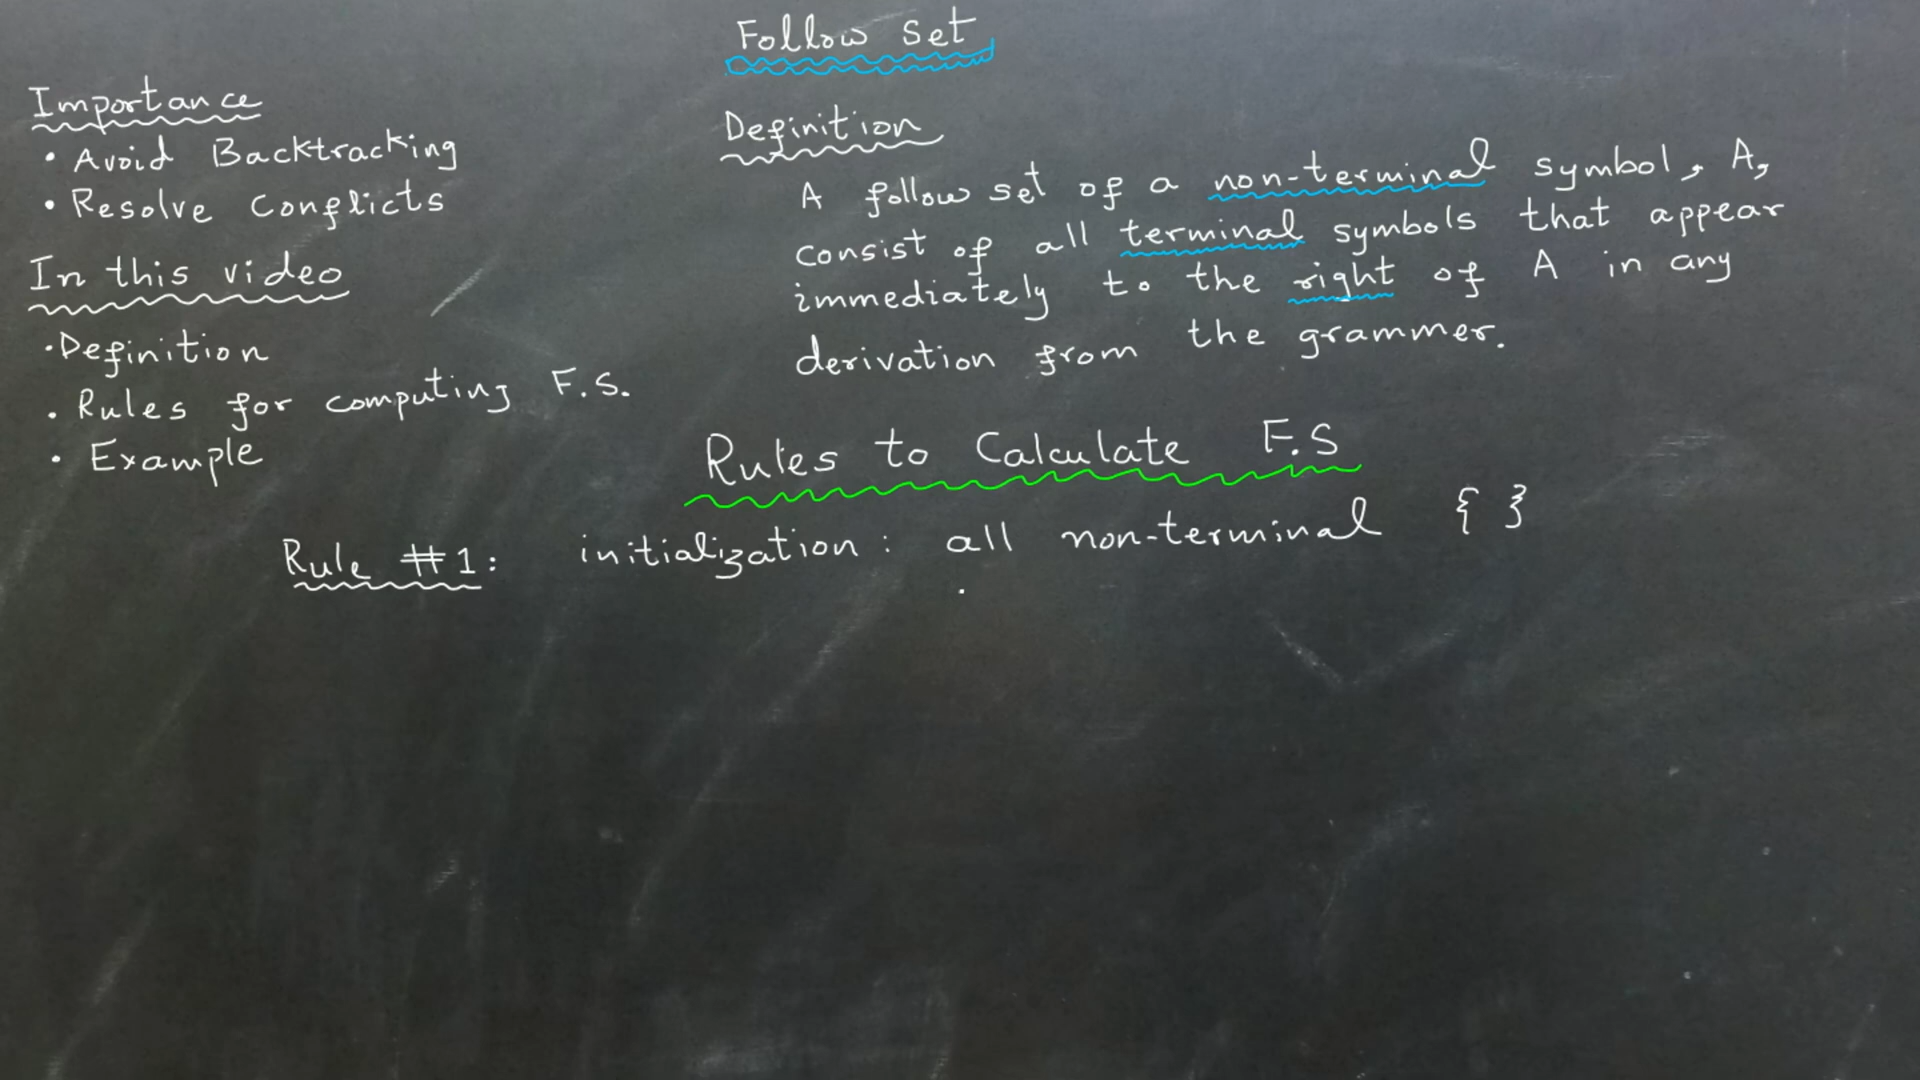 Follow Set
Importance
• Avoid Backtracking
• Resolve Conflicts
In this video
• Definition
• Rules for computing F.S.
• Example
Definition
A follow set of a non-terminal symbol, A,
consist of all terminal symbols that appear
immediately to the right of A in any
derivation from the grammer.
Rules to Calculate F.S
Rule #1: initialization: all non-terminal { }